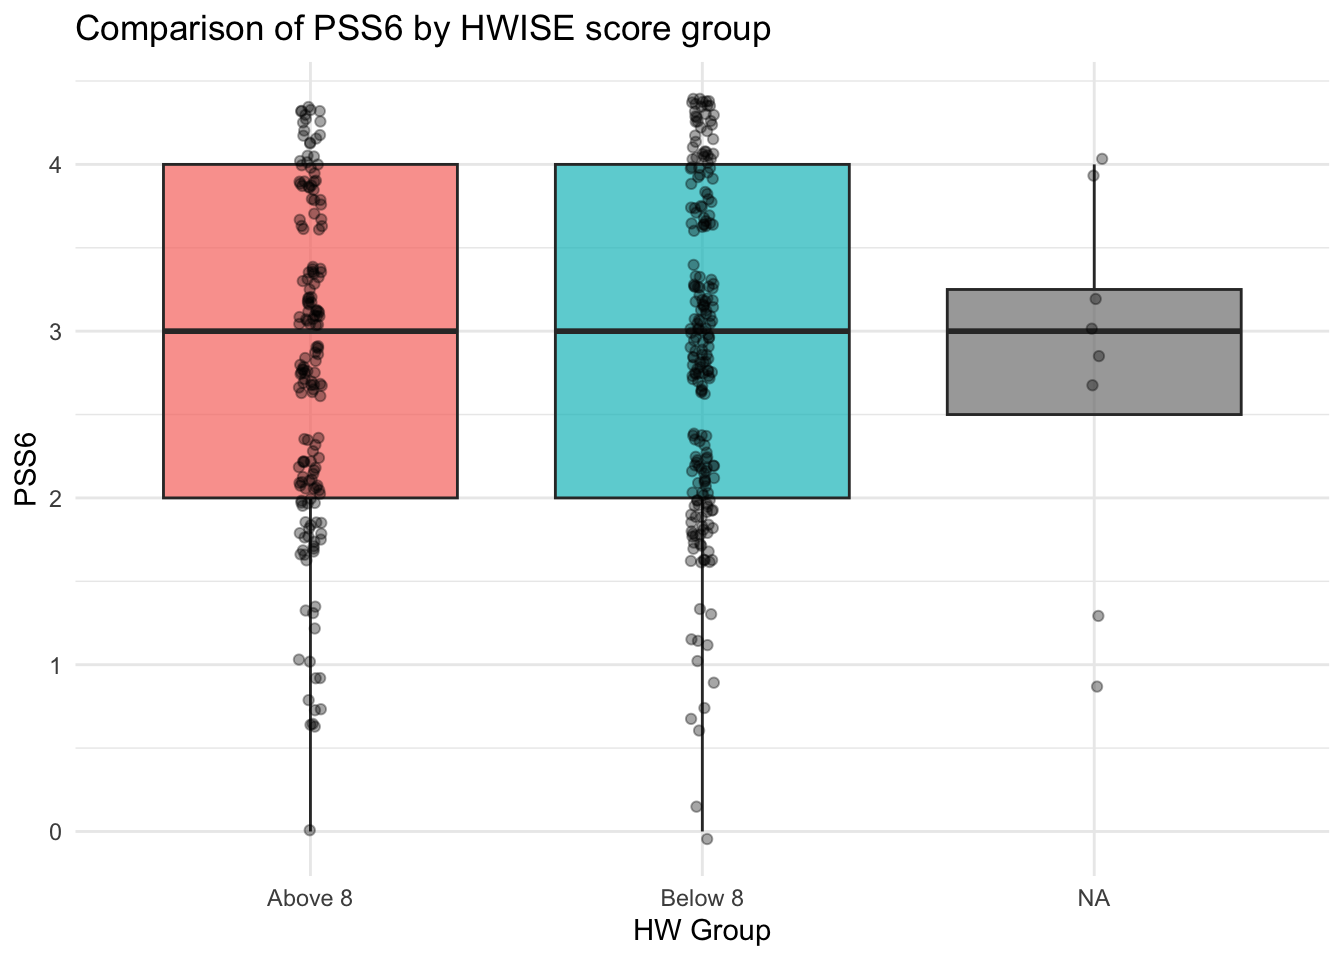 Comparison of PSS6 by HWISE score group
PSS6
4
3
2
1
0
Above 8
Below 8
NA
HW Group